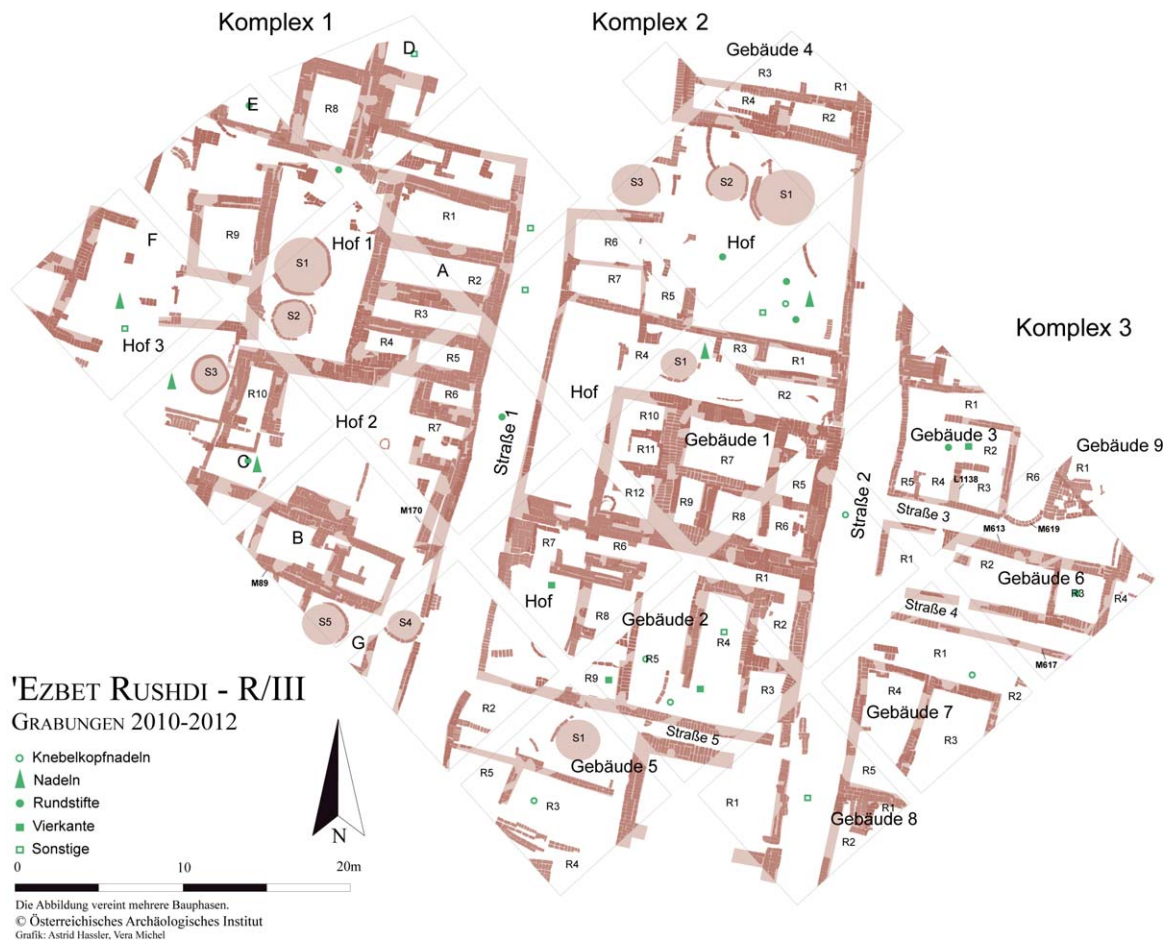 Komplex 1
Komplex 2
Gebäude 4
D
R3
R1
R4
R2
E
R8
S3
S2
S1
R1
F
R9
Hof 1
R6
Hof
S1
A
R2
R7
R5
Komplex 3
S2
R3
Hof 3
R4
R5
R4
S1
R3
R1
S3
R10
R6
Hof
R2
R1
Hof 2
R7
R10
Gebäude 1
Gebäude 3
Gebäude 9
C
Straße 1
R11
R7
R2
R1
R5
Straße 2
R5
R4
L1138
R3
R6
M170
R12
R9
R8
R6
Straße 3
M613
M619
B
R7
R6
R1
R2
Gebäude 6
M89
R1
R3
R4
Hof
R8
Gebäude 2
R2
Straße 4
S5
S4
G
R5
R4
R1
M617
R9
R3
R4
R2
'EZBET RUSHDI - R/III
GRABUNGEN 2010-2012
R2
S1
Straße 5
Gebäude 7
R3
Gebäude 5
Knebelkopfnadeln
Nadeln
Rundstifte
Vierkante
Sonstige
R5
R3
R1
R5
R1
Gebäude 8
R2
N
R4
0
10
20m
Die Abbildung vereint mehrere Bauphasen.
© Österreichisches Archäologisches Institut
Grafik: Astrid Hassler, Vera Michel